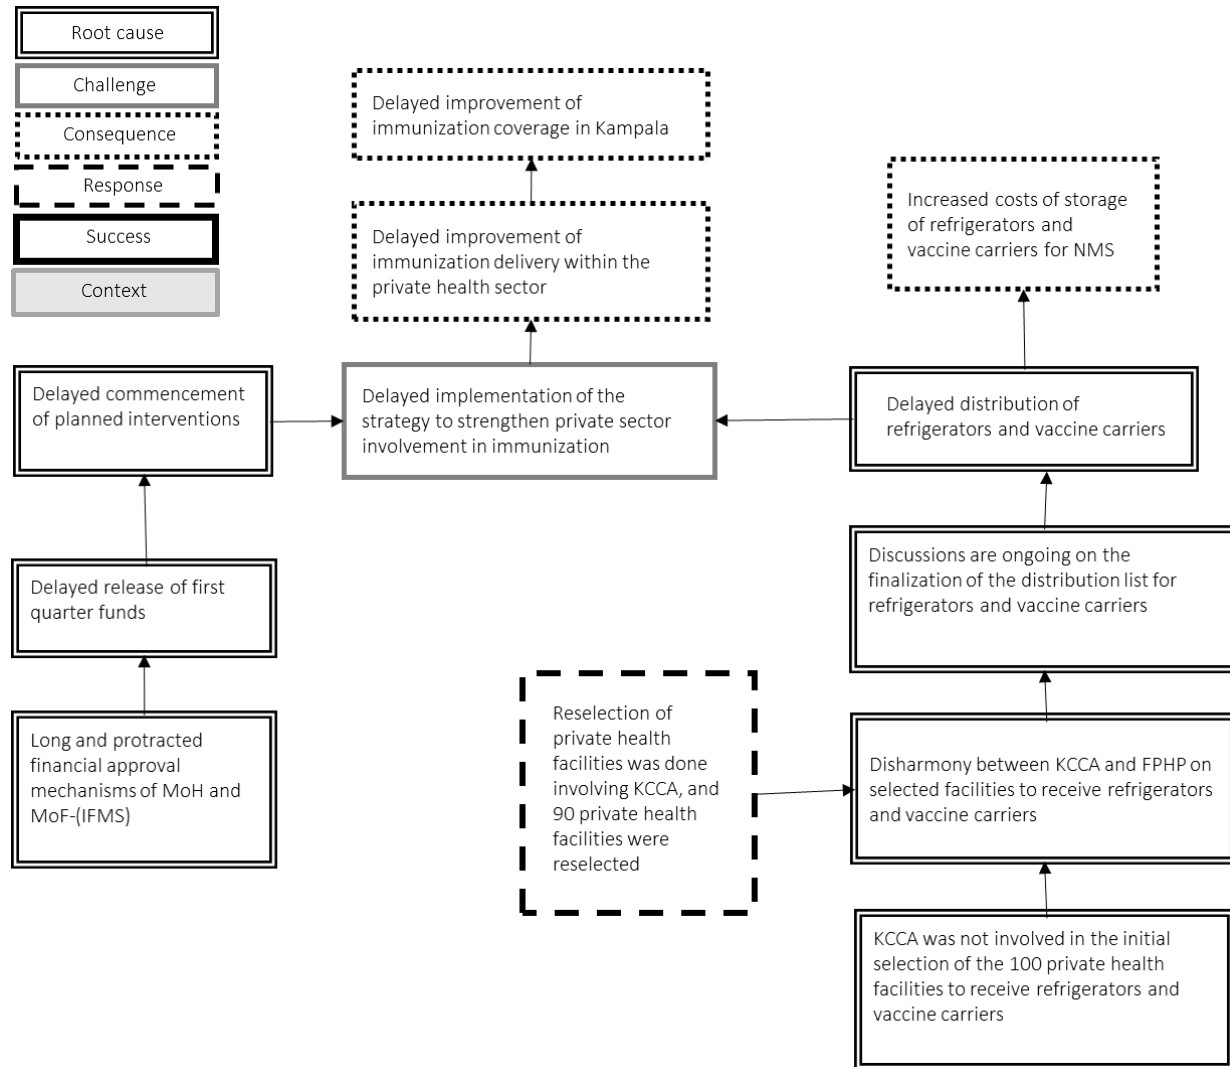 Root cause
Challenge
Consequence
Response
Success
Context
Delayed improvement of
immunization coverage in Kampala
Delayed improvement of
immunization delivery within the
private health sector
Increased costs of storage
of refrigerators and
vaccine carriers for NMS
Delayed commencement
of planned interventions
Delayed implementation of the
strategy to strengthen private sector
involvement in immunization
Delayed distribution of
refrigerators and vaccine carriers
Delayed release of first
quarter funds
Discussions are ongoing on the
finalization of the distribution list for
refrigerators and vaccine carriers
Long and protracted
financial approval
mechanisms of MoH and
MoF-(IFMS)
Reselection of
private health
facilities was done
involving KCCA, and
90 private health
facilities were
reselected
Disharmony between KCCA and FPHP on
selected facilities to receive refrigerators
and vaccine carriers
KCCA was not involved in the initial
selection of the 100 private health
facilities to receive refrigerators and
vaccine carriers